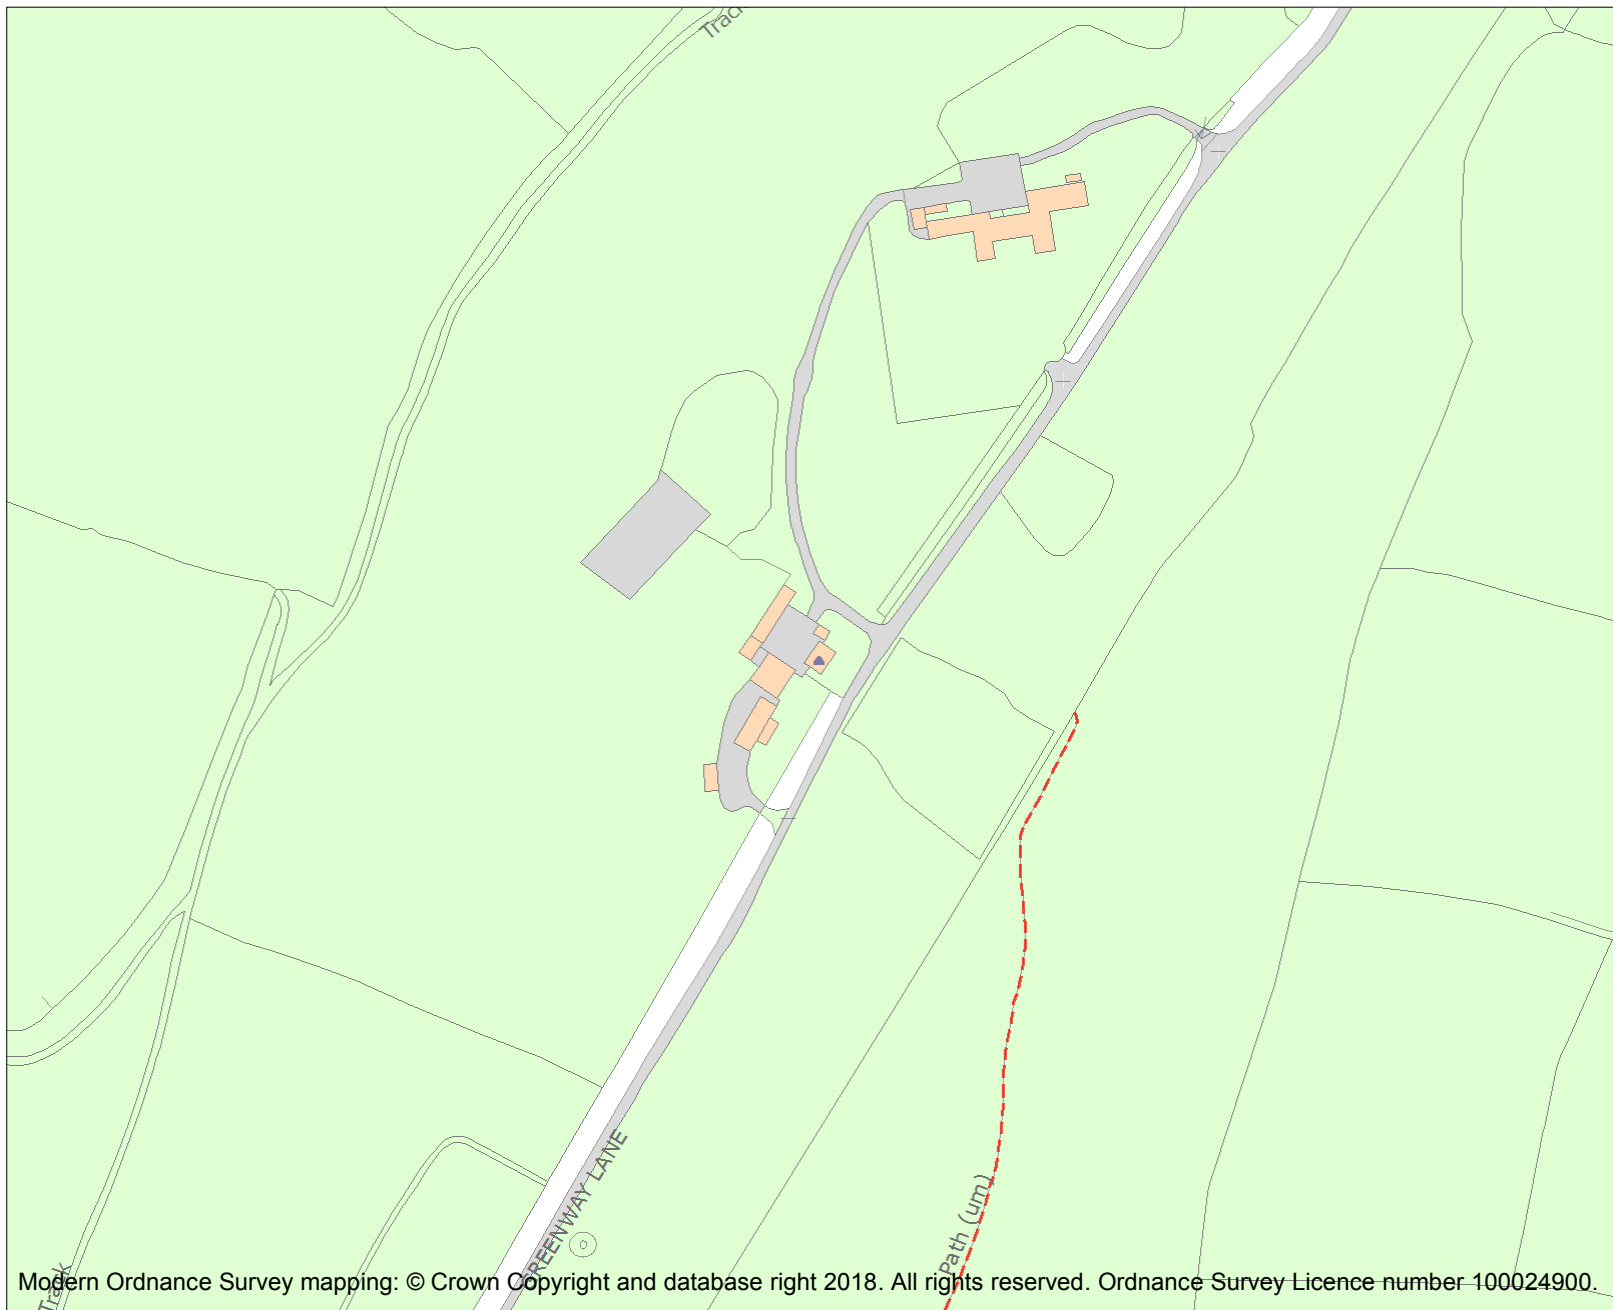 Track
GREENWAY LANE
Path (um)
Track
Modern Ordnance Survey mapping: © Crown Copyright and database right 2018. All rights reserved. Ordnance Survey Licence number 100024900.